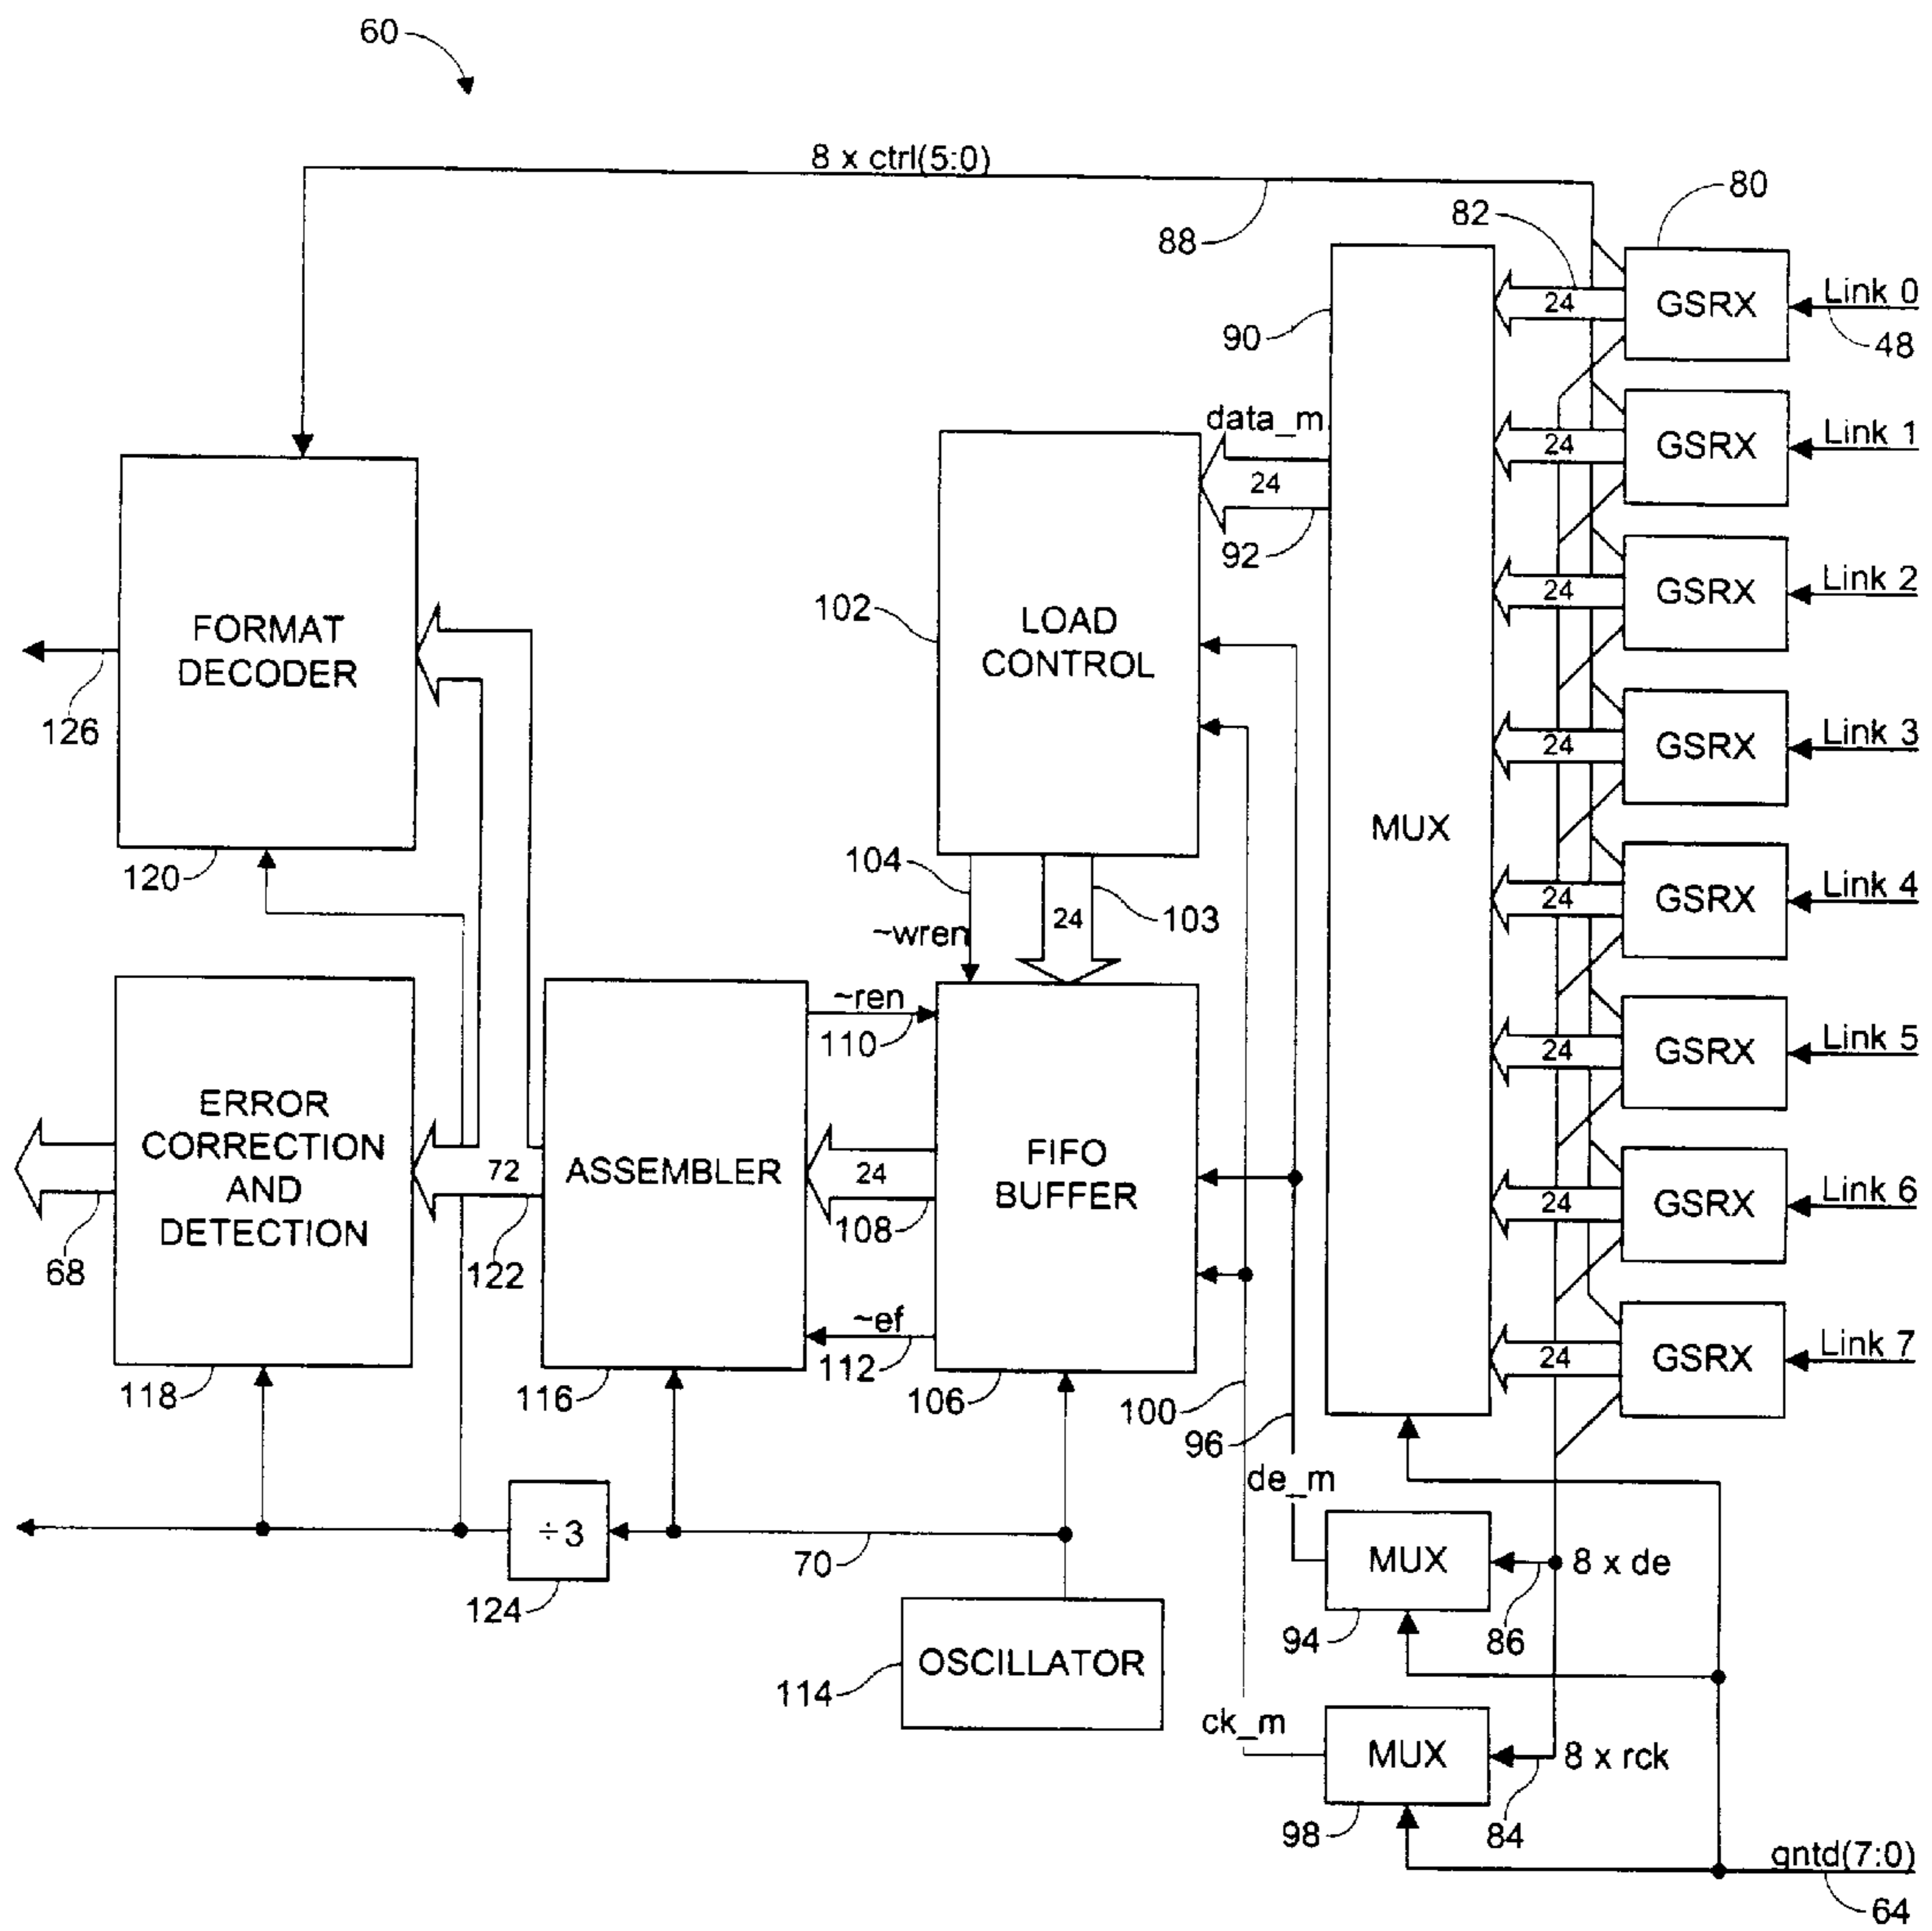 60
8 x ctrl(5:0)
88
82
80
24
GSRX
Link 0
48
90
data_m
24
92
24
GSRX
Link 1
24
GSRX
Link 2
102
LOAD
CONTROL
FORMAT
DECODER
126
120
24
GSRX
Link 3
MUX
104
~wren
24
103
24
GSRX
Link 4
~ren
110
24
GSRX
Link 5
ERROR
CORRECTION
AND
DETECTION
68
118
72
122
ASSEMBLER
116
24
108
FIFO
BUFFER
~ef
112
106
24
GSRX
Link 6
24
GSRX
Link 7
100
96
de_m
÷3
124
70
OSCILLATOR
114
MUX
94
86
8 x de
ck_m
MUX
98
84
8 x rck
gntd(7:0)
64